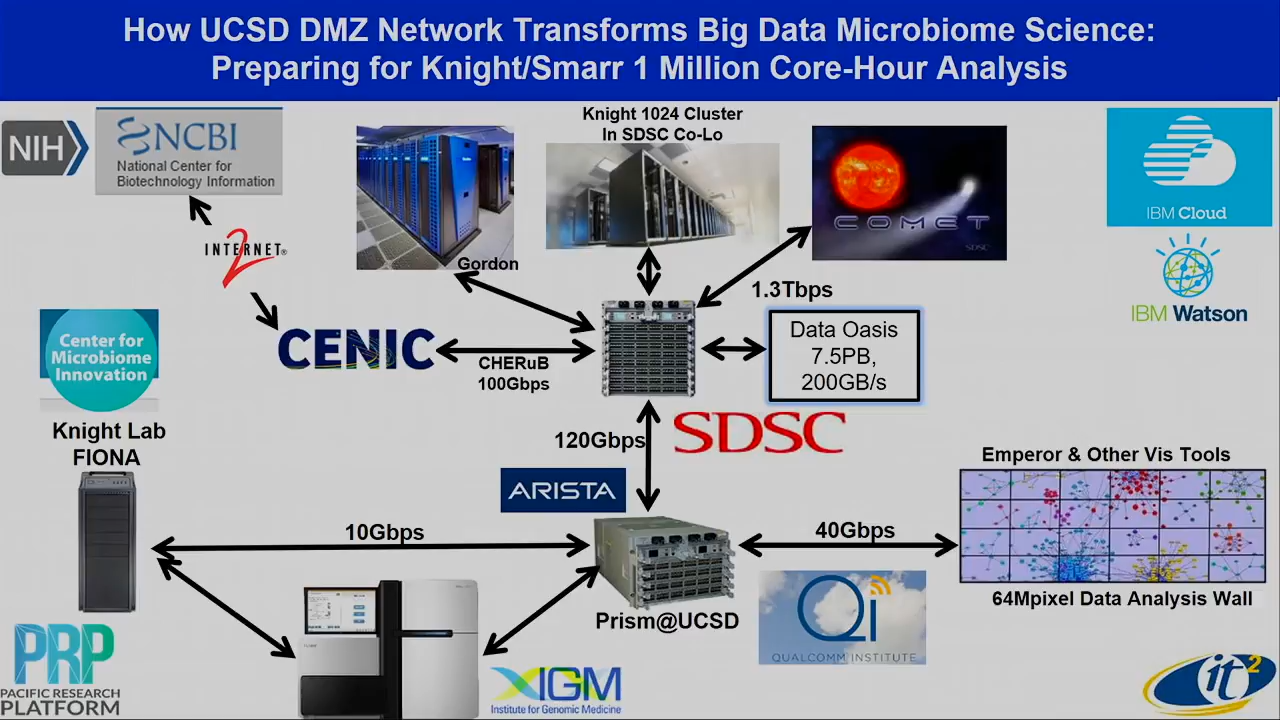 How UCSD DMZ Network Transforms Big Data Microbiome Science:
Preparing for Knight/Smarr 1 Million Core-Hour Analysis
NIH
NCBI
National Center for
Biotechnology Information
INTERNET®
2
Gordon
Knight 1024 Cluster
In SDSC Co-Lo
COMET
SDSC
IBM Cloud
IBM Watson
1.3Tbps
Center for
Microbiome
Innovation
CENIC
CHERuB
100Gbps
Data Oasis
7.5PB,
200GB/s
Knight Lab
FIONA
120Gbps
SDSC
ARISTA
Emperor & Other Vis Tools
10Gbps
40Gbps
64Mpixel Data Analysis Wall
Prism@UCSD
Qi
QUALCOMM INSTITUTE
PRP
PACIFIC RESEARCH
PLATFORM
IGM
Institute for Genomic Medicine
it2